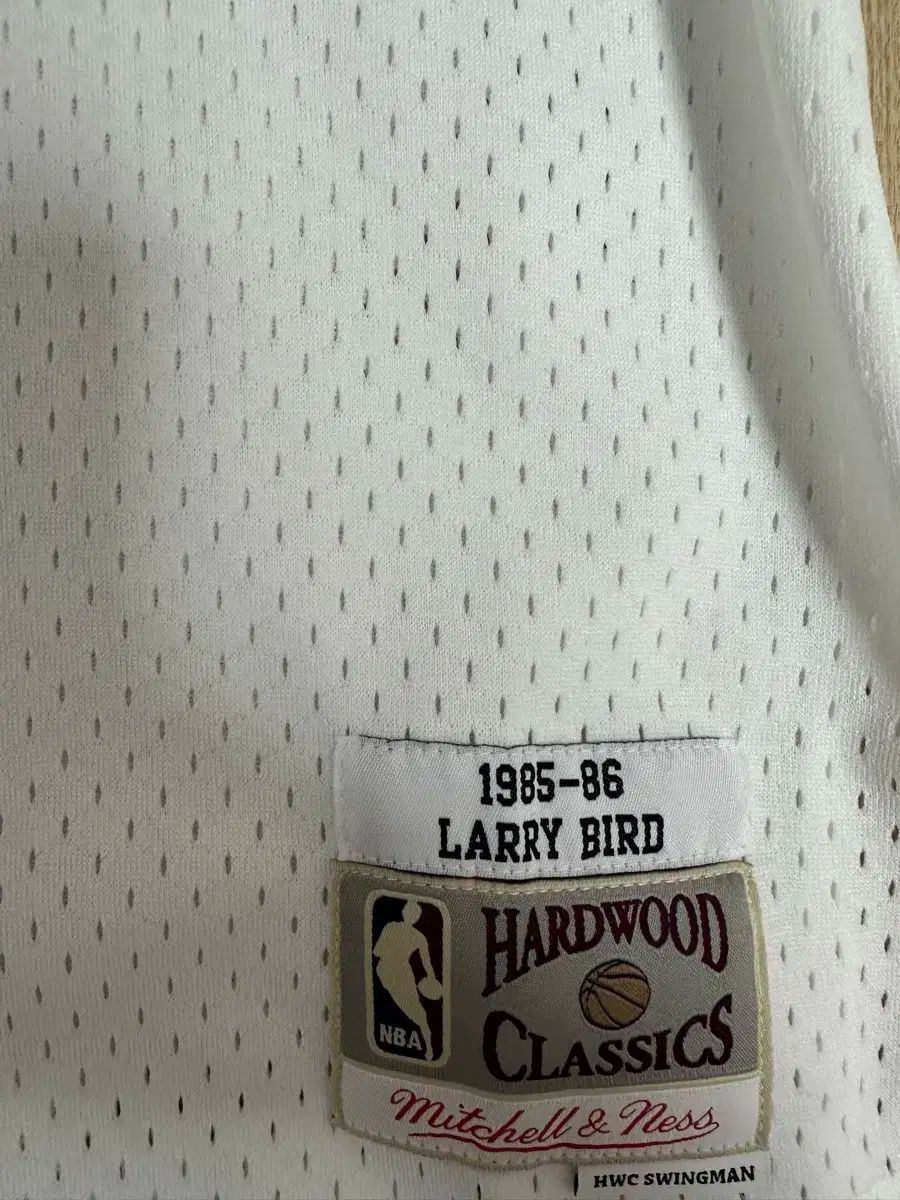 1985-86
LARRY BIRD
HARDWOOD
CLASSICS
NBA
Mitchell & Ness
HWC SWINGMAN